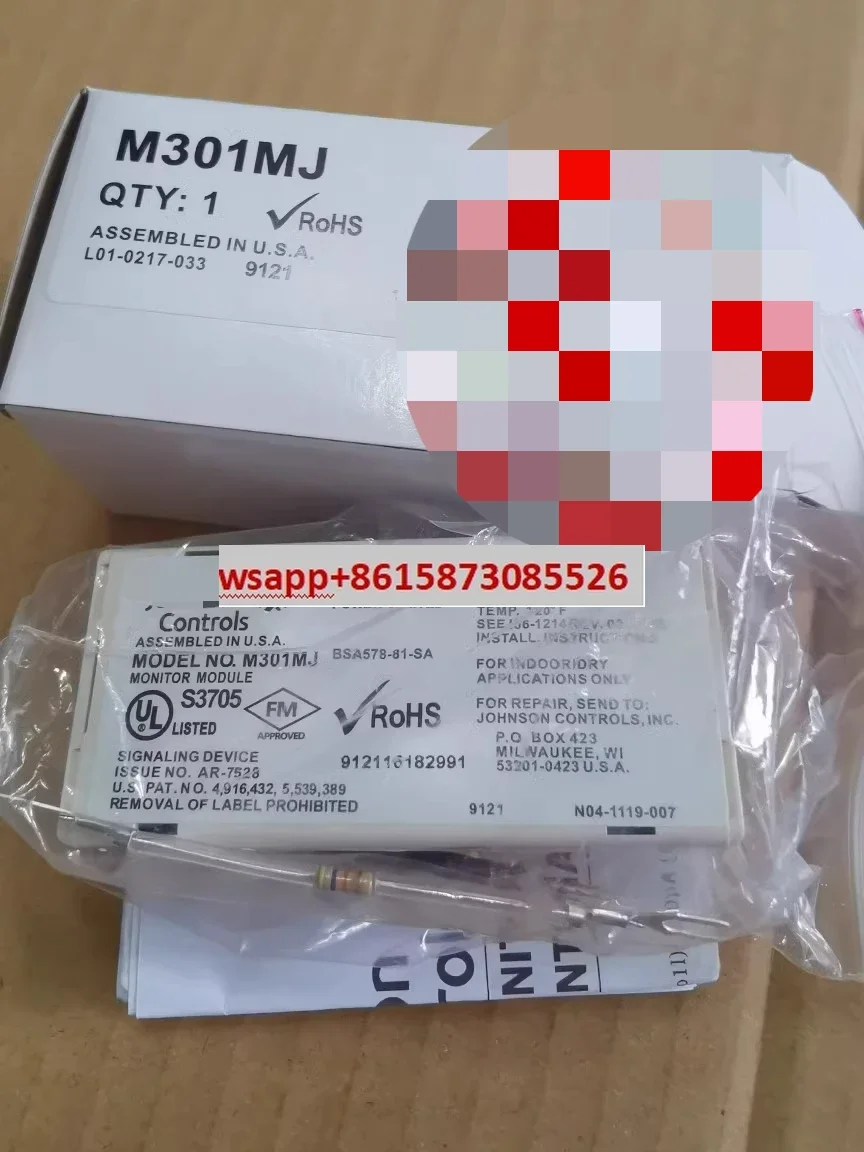 M301MJ
QTY: 1
RoHS
ASSEMBLED IN U.S.A.
L01-0217-033 9121
wsapp+8615873085526
Controls
ASSEMBLED IN U.S.A.
MODEL NO. M301MJ BSA578-81-SA
MONITOR MODULE
UL LISTED
S3705
FM
APPROVED
RoHS
SIGNALING DEVICE
ISSUE NO. AR-7528
912116182991
U.S. PAT. NO. 4,916,432, 5,539,389
REMOVAL OF LABEL PROHIBITED
9121
TEMP. 120°F
INSTALL. INSTRUCTIONS
FOR INDOOR/DRY
APPLICATIONS ONLY
FOR REPAIR, SEND TO:
JOHNSON CONTROLS, INC.
P.O. BOX 423
MILWAUKEE, WI
53201-0423 U.S.A.
N04-1119-007